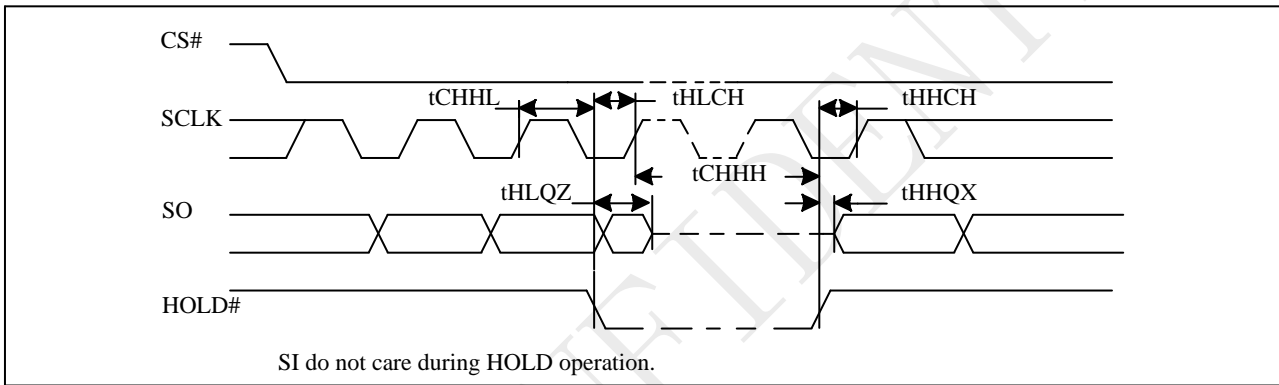 CS#
tCHHL tHLCH tHHCH
SCLK
tCHHH
tHLQZ tHHQX
SO
HOLD#
SI do not care during HOLD operation.